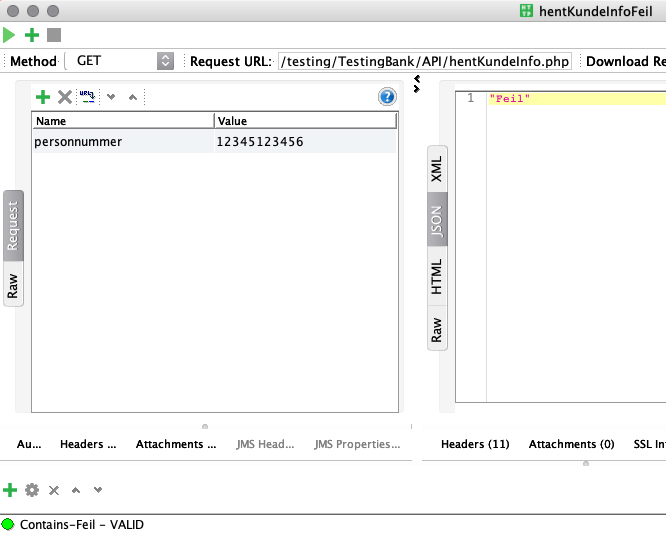 hentKundeInfoFeil
Method GET Request URL: /testing/TestingBank/API/hentKundeInfo.php Download Re
Name Value
personnummer 12345123456
Request
Raw
1 "Feil"
XML
JSON
HTML
Raw
Au... Headers ... Attachments ... JMS Head... JMS Properties...
Headers (11) Attachments (0) SSL In
Contains-Feil - VALID